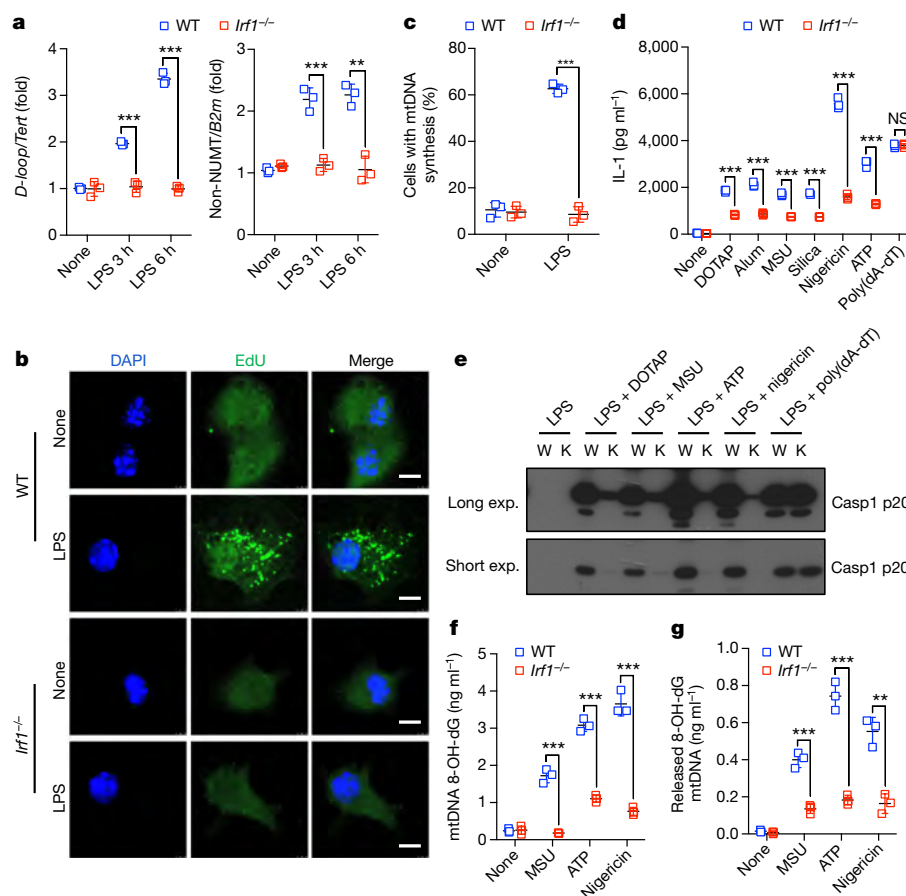 a
WT
Irf1–/–
D-loop/Tert (fold)
4
3
2
1
0
***
***
None
LPS 3 h
LPS 6 h
Non-NUMT/B2m (fold)
3
2
1
0
***
**
None
LPS 3 h
LPS 6 h
c
WT
Irf1–/–
Cells with mtDNA
synthesis (%)
80
60
40
20
0
***
None
LPS
d
WT
Irf1–/–
IL-1 (pg ml–1)
8,000
6,000
4,000
2,000
0
***
***
***
***
***
***
NS
None
DOTAP
Alum
MSU
Silica
Nigericin
ATP
Poly(dA-dT)
b
DAPI
EdU
Merge
WT
None
LPS
Irf1–/–
None
LPS
e
LPS
LPS + DOTAP
LPS + MSU
LPS + ATP
LPS + nigericin
LPS + poly(dA-dT)
W K W K W K W K W K W K
Long exp.
Casp1 p20
Short exp.
Casp1 p20
f
WT
Irf1–/–
mtDNA 8-OH-dG (ng ml–1)
5
4
3
2
1
0
***
***
***
None
MSU
ATP
Nigericin
g
WT
Irf1–/–
Released 8-OH-dG
mtDNA (ng ml–1)
1.0
0.8
0.6
0.4
0.2
0.0
***
***
**
None
MSU
ATP
Nigericin